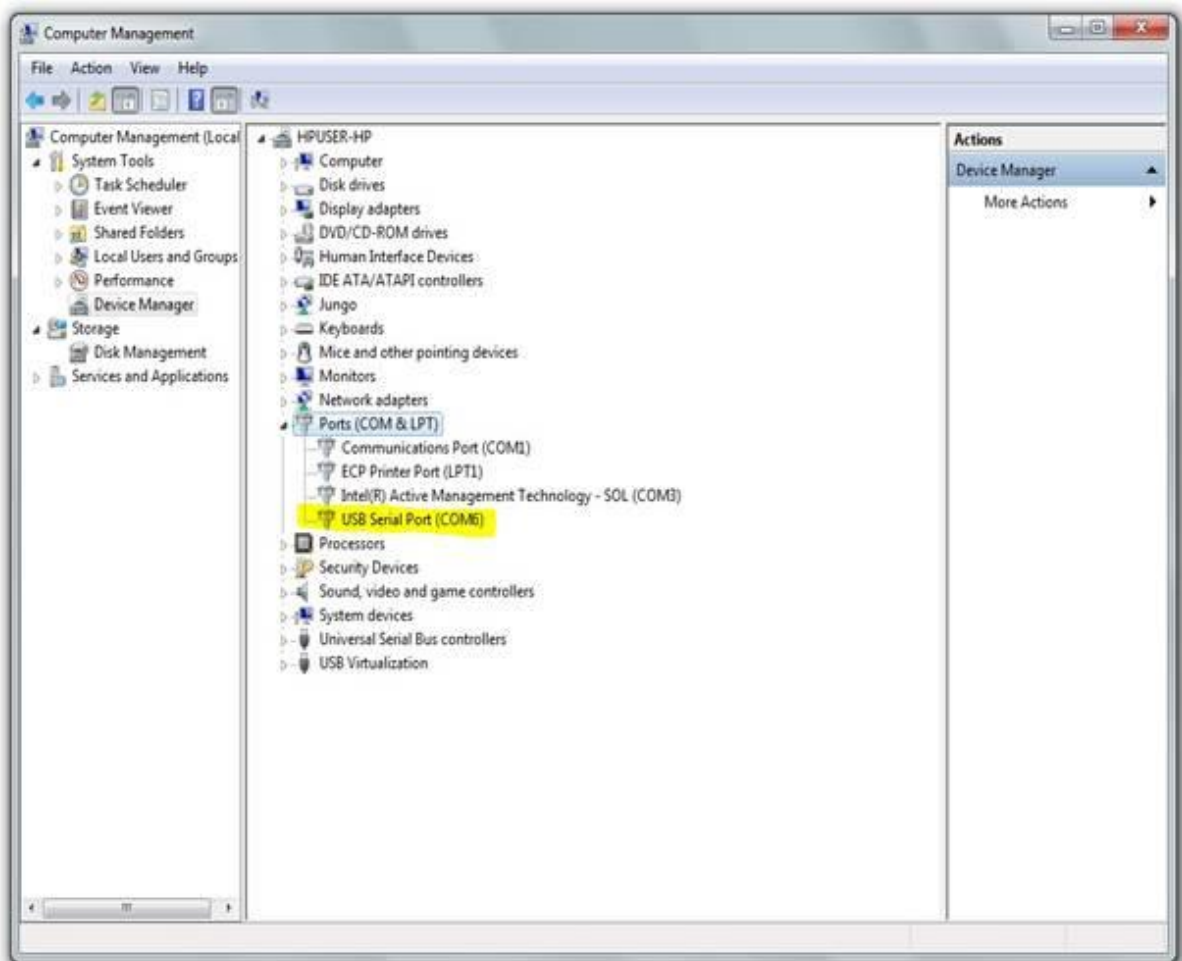 Computer Management
File Action View Help
Computer Management (Local
System Tools
Task Scheduler
Event Viewer
Shared Folders
Local Users and Groups
Performance
Device Manager
Storage
Disk Management
Services and Applications
HPUSER-HP
Computer
Disk drives
Display adapters
DVD/CD-ROM drives
Human Interface Devices
IDE ATA/ATAPI controllers
Jungo
Keyboards
Mice and other pointing devices
Monitors
Network adapters
Ports (COM & LPT)
Communications Port (COM1)
ECP Printer Port (LPT1)
Intel(R) Active Management Technology - SOL (COM3)
USB Serial Port (COM6)
Processors
Security Devices
Sound, video and game controllers
System devices
Universal Serial Bus controllers
USB Virtualization
Actions
Device Manager
More Actions